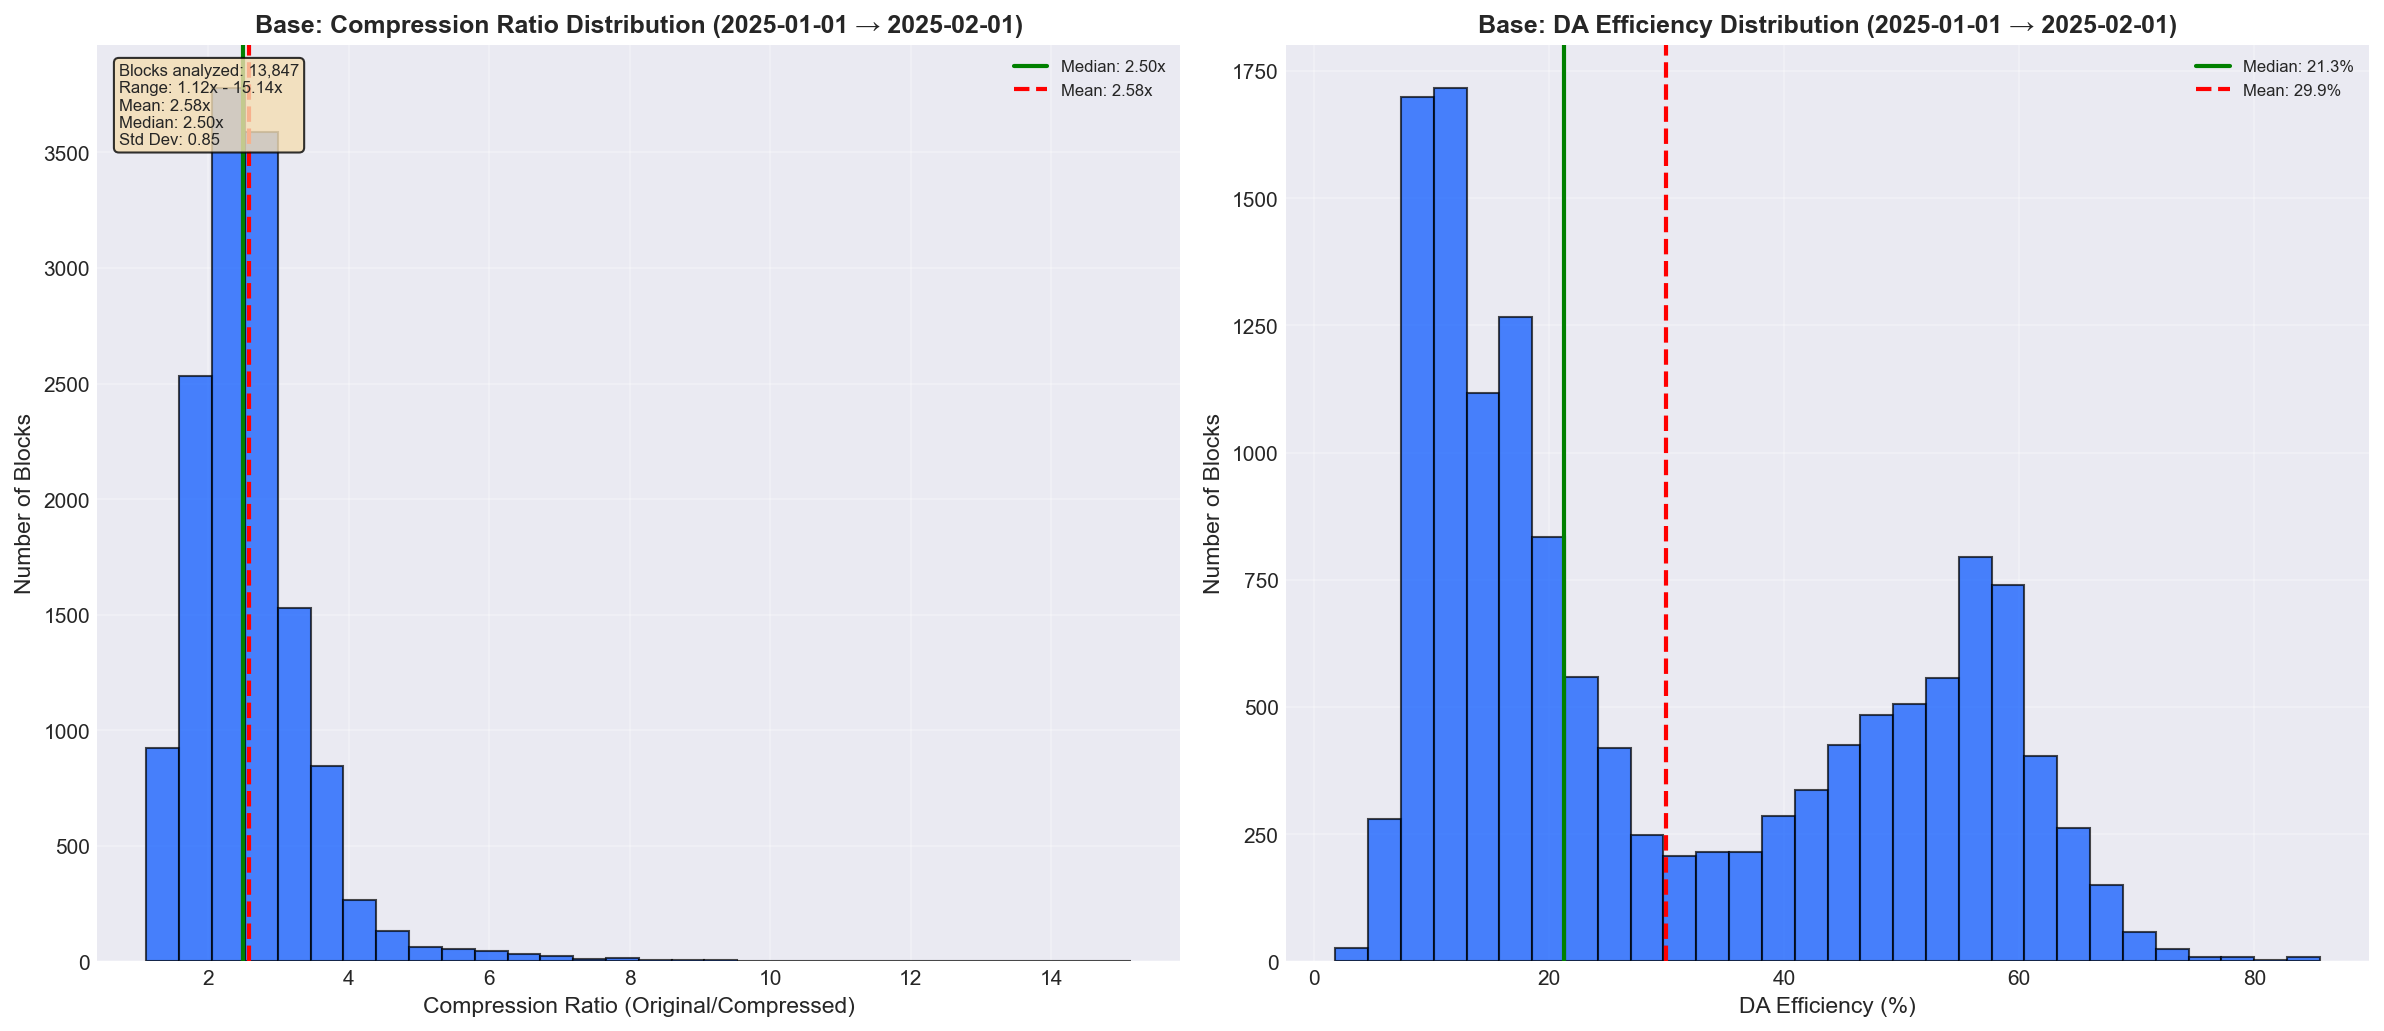 Base: Compression Ratio Distribution (2025-01-01 → 2025-02-01)
Blocks analyzed: 13,847
Range: 1.12x - 15.14x
Mean: 2.58x
Median: 2.50x
Std Dev: 0.85
Median: 2.50x
Mean: 2.58x
Number of Blocks
3500
3000
2500
2000
1500
1000
500
0
2 4 6 8 10 12 14
Compression Ratio (Original/Compressed)
Base: DA Efficiency Distribution (2025-01-01 → 2025-02-01)
Median: 21.3%
Mean: 29.9%
Number of Blocks
1750
1500
1250
1000
750
500
250
0
0 20 40 60 80
DA Efficiency (%)